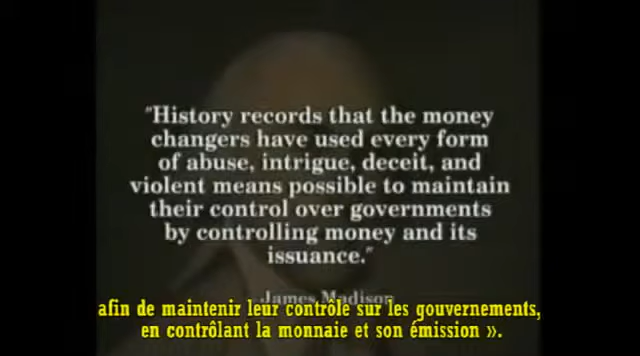 "History records that the money
changers have used every form
of abuse, intrigue, deceit, and
violent means possible to maintain
their control over governments
by controlling money and its
issuance."
James Madison
afin de maintenir leur contrôle sur les gouvernements,
en contrôlant la monnaie et son émission ».